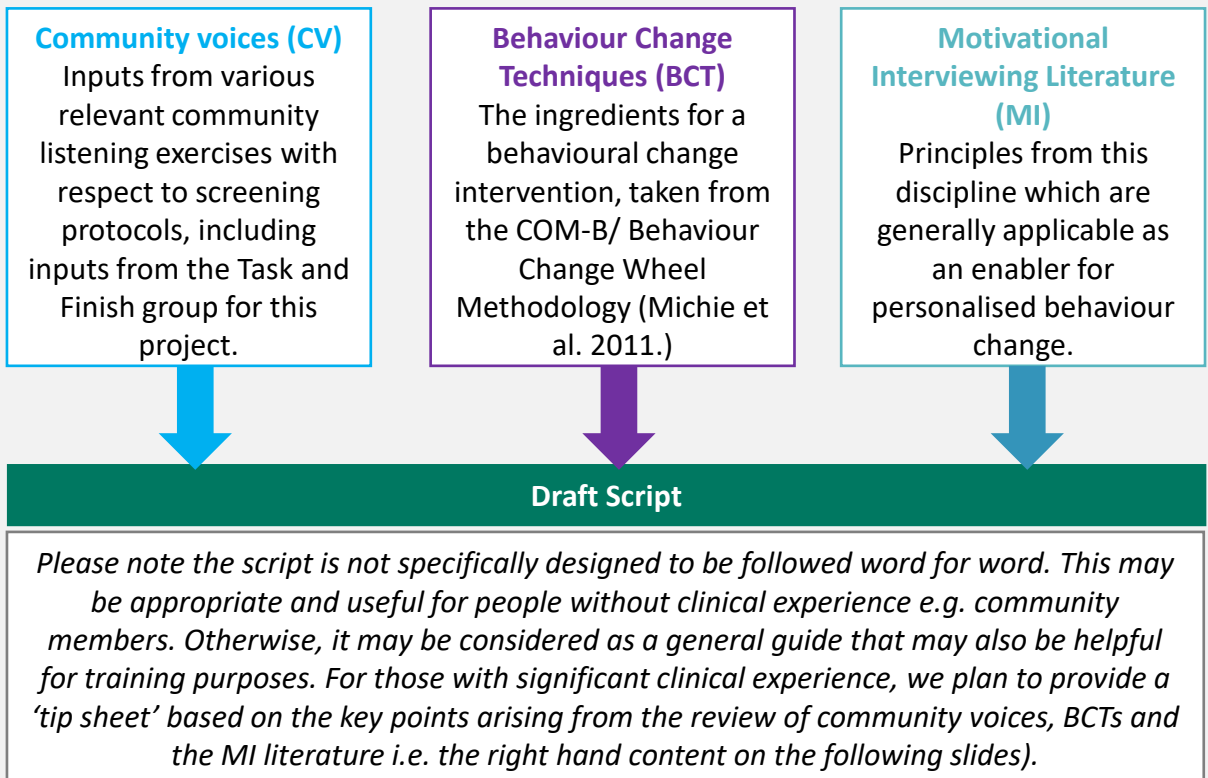 Community voices (CV)
Inputs from various
relevant community
listening exercises with
respect to screening
protocols, including
inputs from the Task and
Finish group for this
project.
Behaviour Change
Techniques (BCT)
The ingredients for a
behavioural change
intervention, taken from
the COM-B/ Behaviour
Change Wheel
Methodology (Michie et
al. 2011.)
Motivational
Interviewing Literature
(MI)
Principles from this
discipline which are
generally applicable as
an enabler for
personalised behaviour
change.
Draft Script
Please note the script is not specifically designed to be followed word for word. This may
be appropriate and useful for people without clinical experience e.g. community
members. Otherwise, it may be considered as a general guide that may also be helpful
for training purposes. For those with significant clinical experience, we plan to provide a
‘tip sheet’ based on the key points arising from the review of community voices, BCTs and
the MI literature i.e. the right hand content on the following slides).